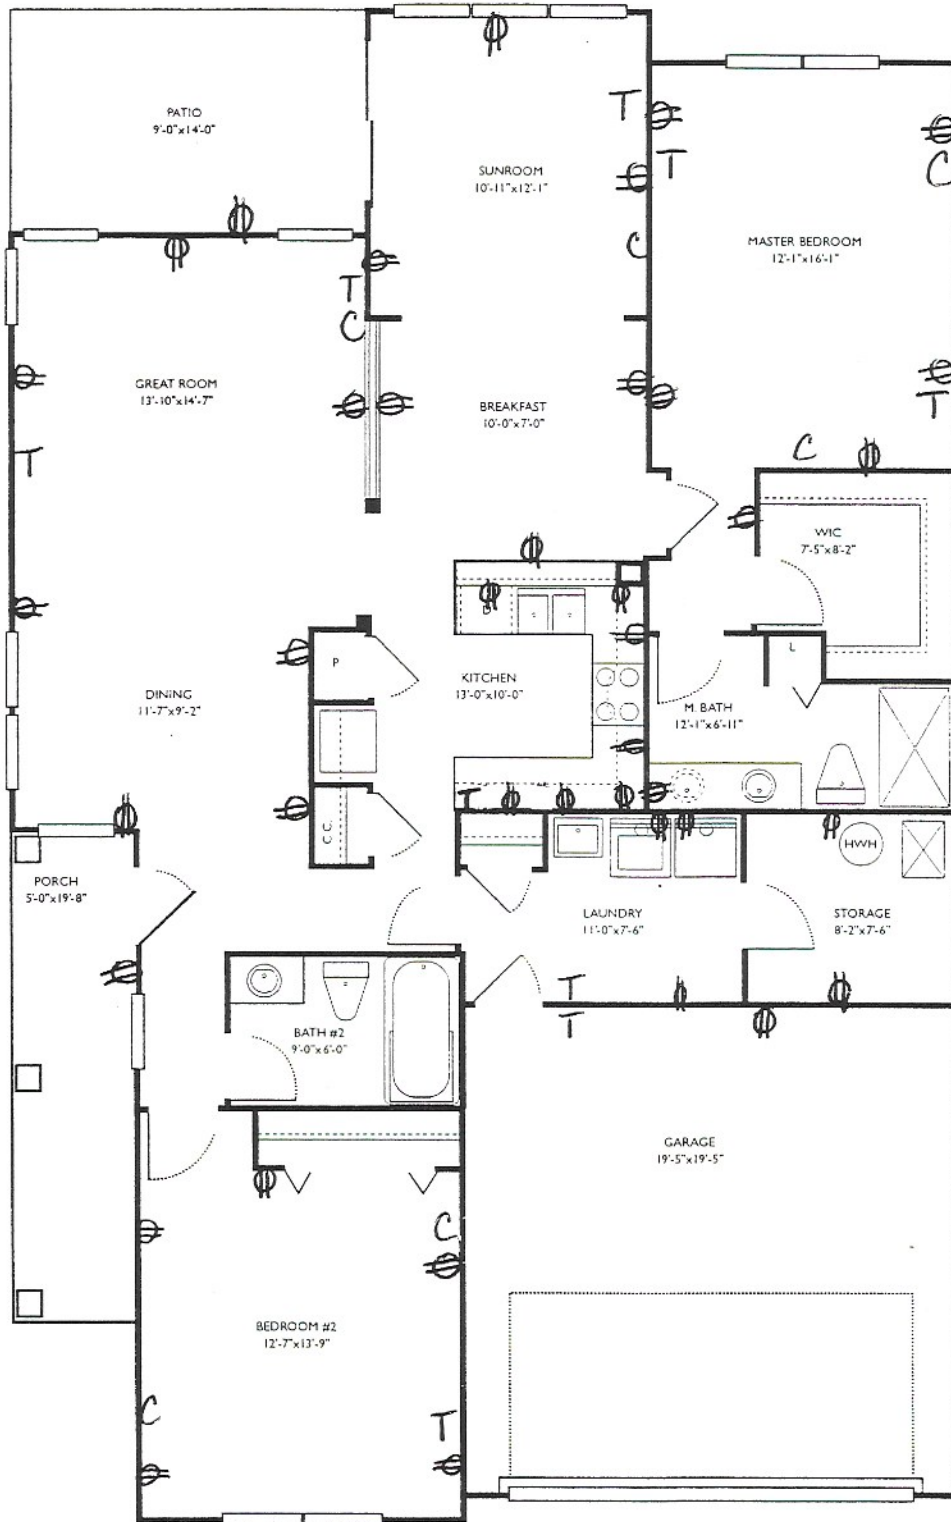 PATIO
9'-0"x14'-0"
SUNROOM
10'-11"x12'-1"
T
T
C
MASTER BEDROOM
12'-1"x16'-1"
C
T
C
GREAT ROOM
13'-10"x14'-7"
T
BREAKFAST
10'-0"x7'-0"
T
C
WIC
7'-5"x8'-2"
P
L
KITCHEN
13'-0"x10'-0"
DINING
11'-7"x9'-2"
M. BATH
12'-1"x6'-11"
T
C.C.
HWH
PORCH
5'-0"x19'-8"
LAUNDRY
11'-0"x7'-6"
STORAGE
8'-2"x7'-6"
T
T
BATH #2
9'-0"x6'-0"
GARAGE
19'-5"x19'-5"
C
BEDROOM #2
12'-7"x13'-9"
C
T